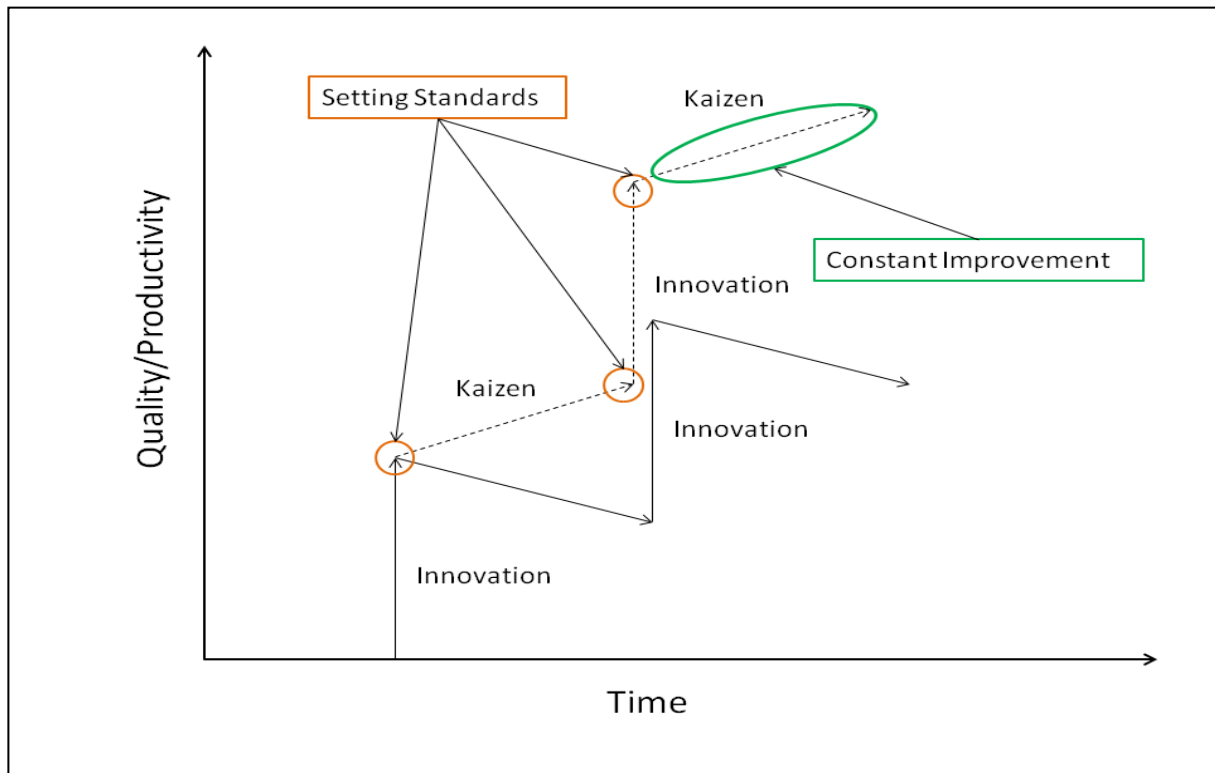 Setting Standards
Kaizen
Constant Improvement
Innovation
Kaizen
Innovation
Innovation
Quality/Productivity
Time